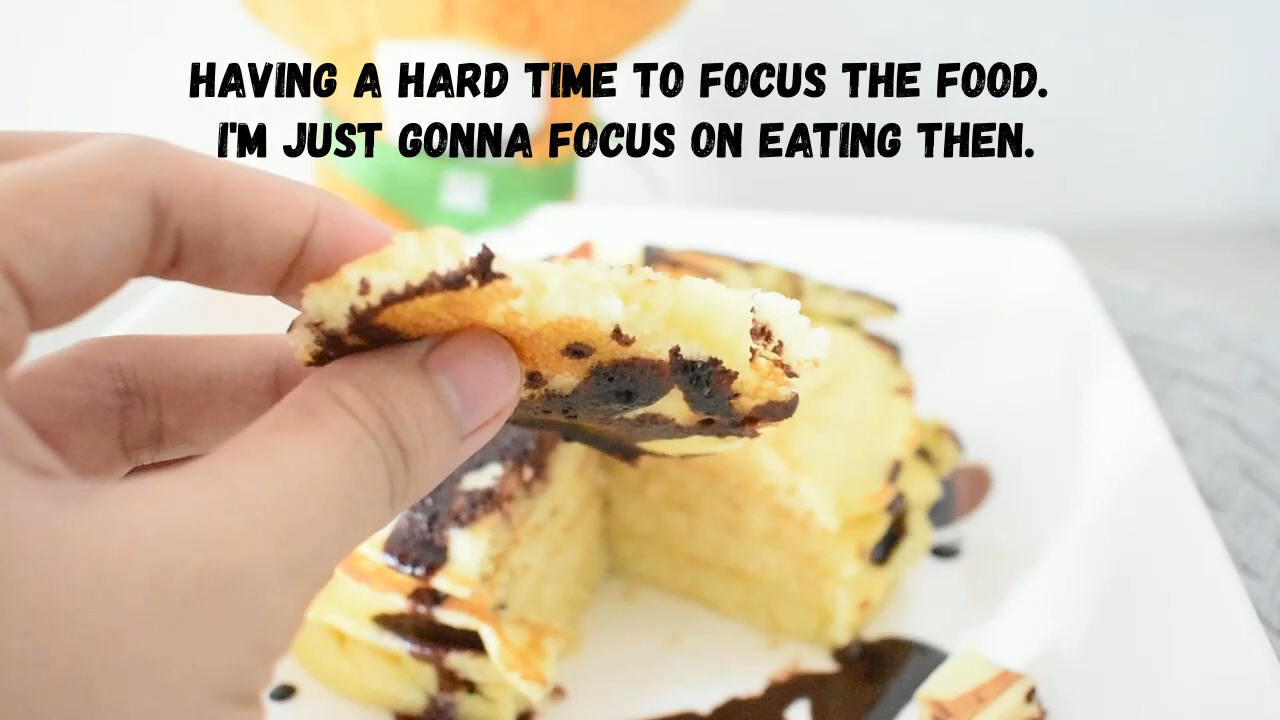 HAVING A HARD TIME TO FOCUS THE FOOD.
I'M JUST GONNA FOCUS ON EATING THEN.